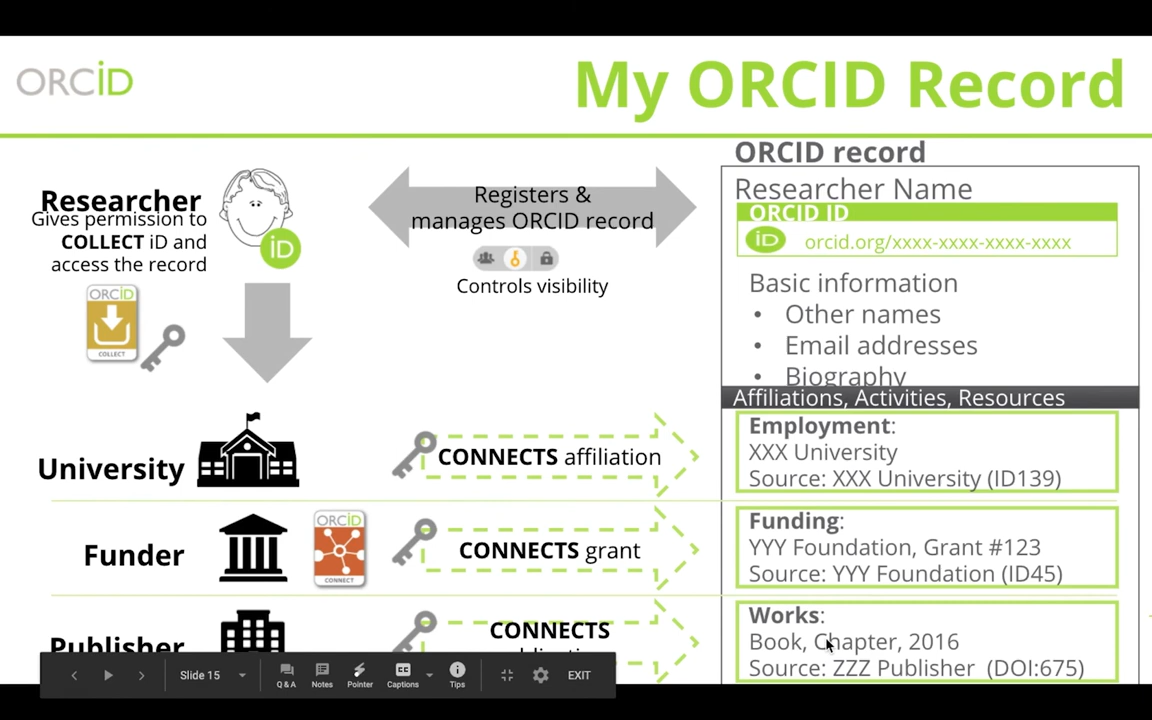 ORCiD
My ORCID Record
Researcher
Gives permission to
COLLECT iD and
access the record
iD
ORCiD
COLLECT
Registers &
manages ORCID record
Controls visibility
ORCID record
Researcher Name
ORCID ID
iD orcid.org/xxxx-xxxx-xxxx-xxxx
Basic information
• Other names
• Email addresses
• Biography
Affiliations, Activities, Resources
University
CONNECTS affiliation
Employment:
XXX University
Source: XXX University (ID139)
Funder
ORCiD
CONNECT
CONNECTS grant
Funding:
YYY Foundation, Grant #123
Source: YYY Foundation (ID45)
Publisher
CONNECTS
Works:
Book, Chapter, 2016
Source: ZZZ Publisher (DOI:675)
Slide 15
Q & A
Notes
Pointer
Captions
Tips
EXIT